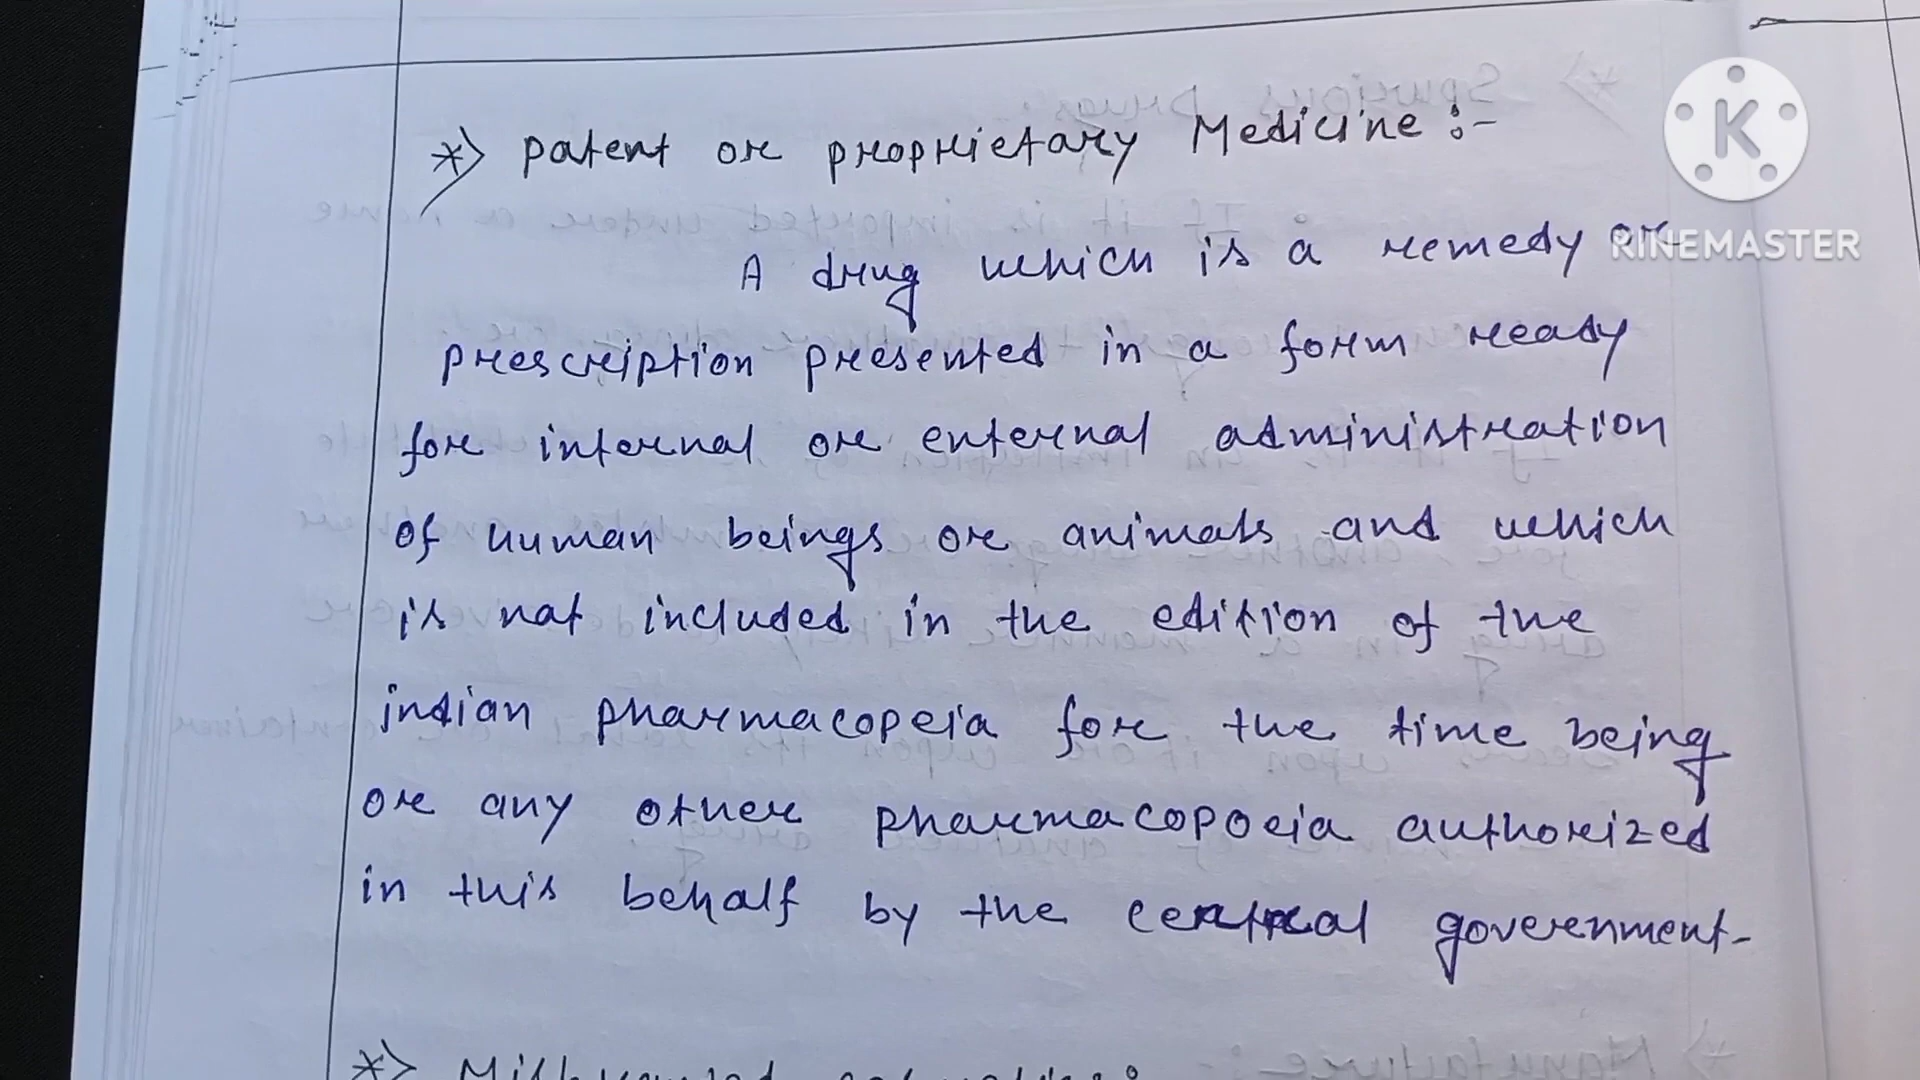 *> Patent or proprietary Medicine :-
A drug which is a remedy or
prescription presented in a form ready
for internal or enternal administration
of human beings or animals and which
is not included in the edition of the
indian pharmacopeia for the time being
or any other pharmacopoeia authorized
in this behalf by the central government-
*>
K
KINEMASTER